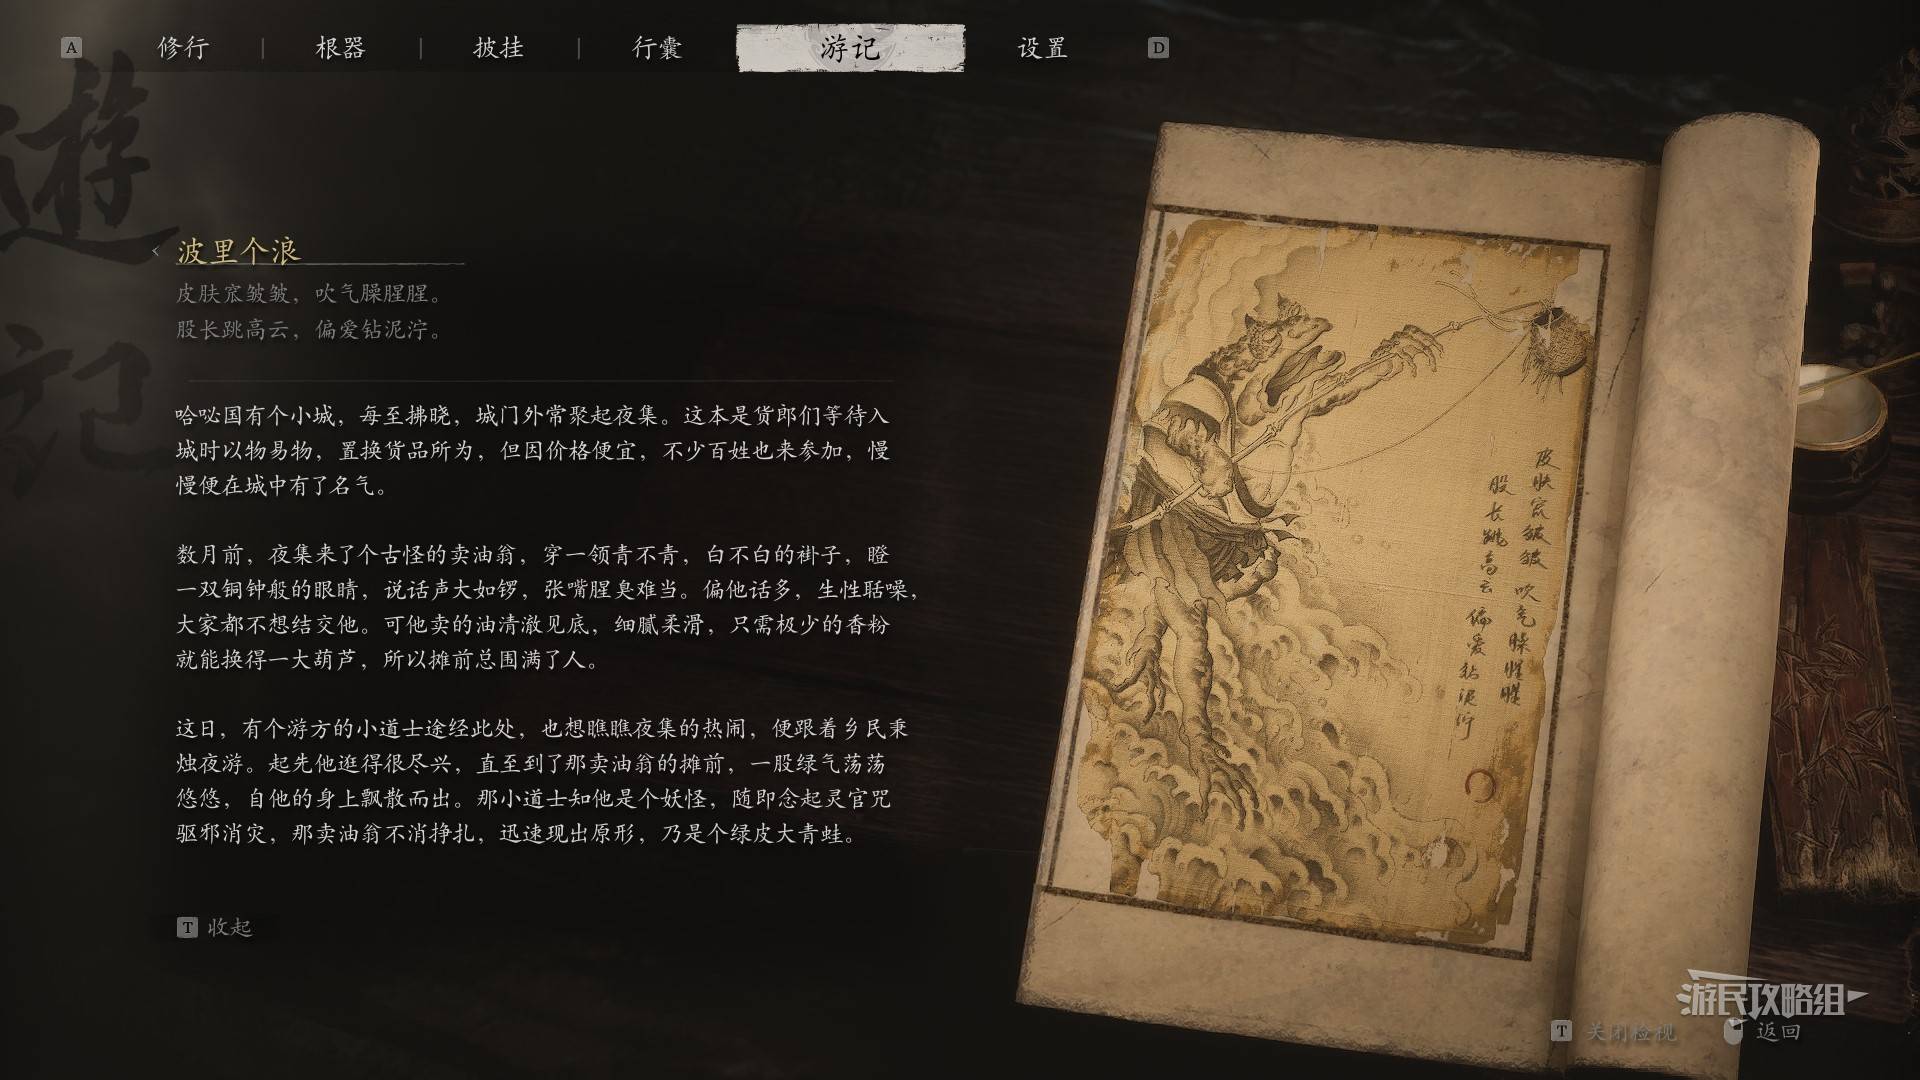 A
修行
根器
披挂
行囊
游记
设置
D
遊記
波里个浪
皮肤窊皱皱，吹气臊腥腥。
股长跳高云，偏爱钻泥泞。
哈咇国有个小城，每至拂晓，城门外常聚起夜集。这本是货郎们等待入
城时以物易物，置换货品所为，但因价格便宜，不少百姓也来参加，慢
慢便在城中有了名气。
数月前，夜集来了个古怪的卖油翁，穿一领青不青，白不白的褂子，瞪
一双铜钟般的眼睛，说话声大如锣，张嘴腥臭难当。偏他话多，生性聒噪，
大家都不想结交他。可他卖的油清澈见底，细腻柔滑，只需极少的香粉
就能换得一大葫芦，所以摊前总围满了人。
这日，有个游方的小道士途经此处，也想瞧瞧夜集的热闹，便跟着乡民秉
烛夜游。起先他逛得很尽兴，直至到了那卖油翁的摊前，一股绿气荡荡
悠悠，自他的身上飘散而出。那小道士知他是个妖怪，随即念起灵官咒
驱邪消灾，那卖油翁不消挣扎，迅速现出原形，乃是个绿皮大青蛙。
T 收起
皮肤窊皱皱 吹气臊腥腥
股长跳高云 偏爱钻泥泞
游民攻略组
T 关闭检视
返回